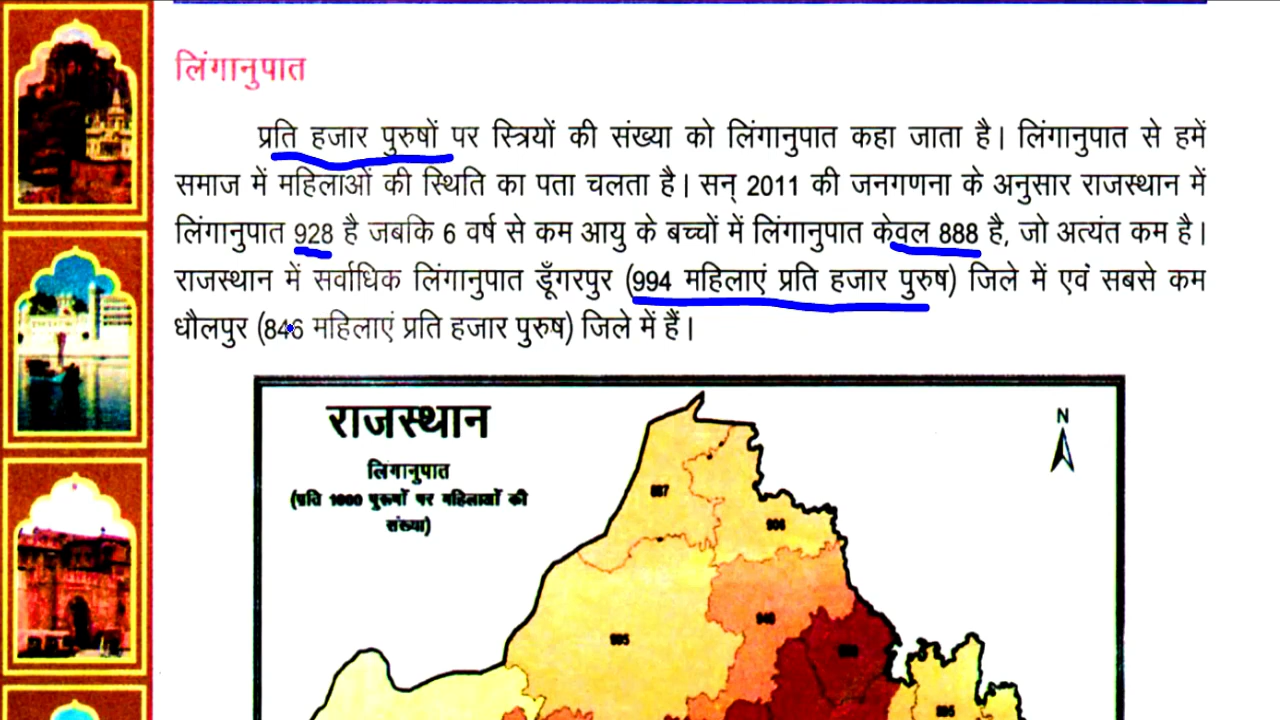 लिंगानुपात
प्रति हजार पुरुषों पर स्त्रियों की संख्या को लिंगानुपात कहा जाता है। लिंगानुपात से हमें
समाज में महिलाओं की स्थिति का पता चलता है। सन् 2011 की जनगणना के अनुसार राजस्थान में
लिंगानुपात 928 है जबकि 6 वर्ष से कम आयु के बच्चों में लिंगानुपात केवल 888 है, जो अत्यंत कम है।
राजस्थान में सर्वाधिक लिंगानुपात डूँगरपुर (994 महिलाएं प्रति हजार पुरुष) जिले में एवं सबसे कम
धौलपुर (846 महिलाएं प्रति हजार पुरुष) जिले में हैं।
राजस्थान
N
लिंगानुपात
(प्रति 1000 पुरूषों पर महिलाओं की
संख्या)
887
906